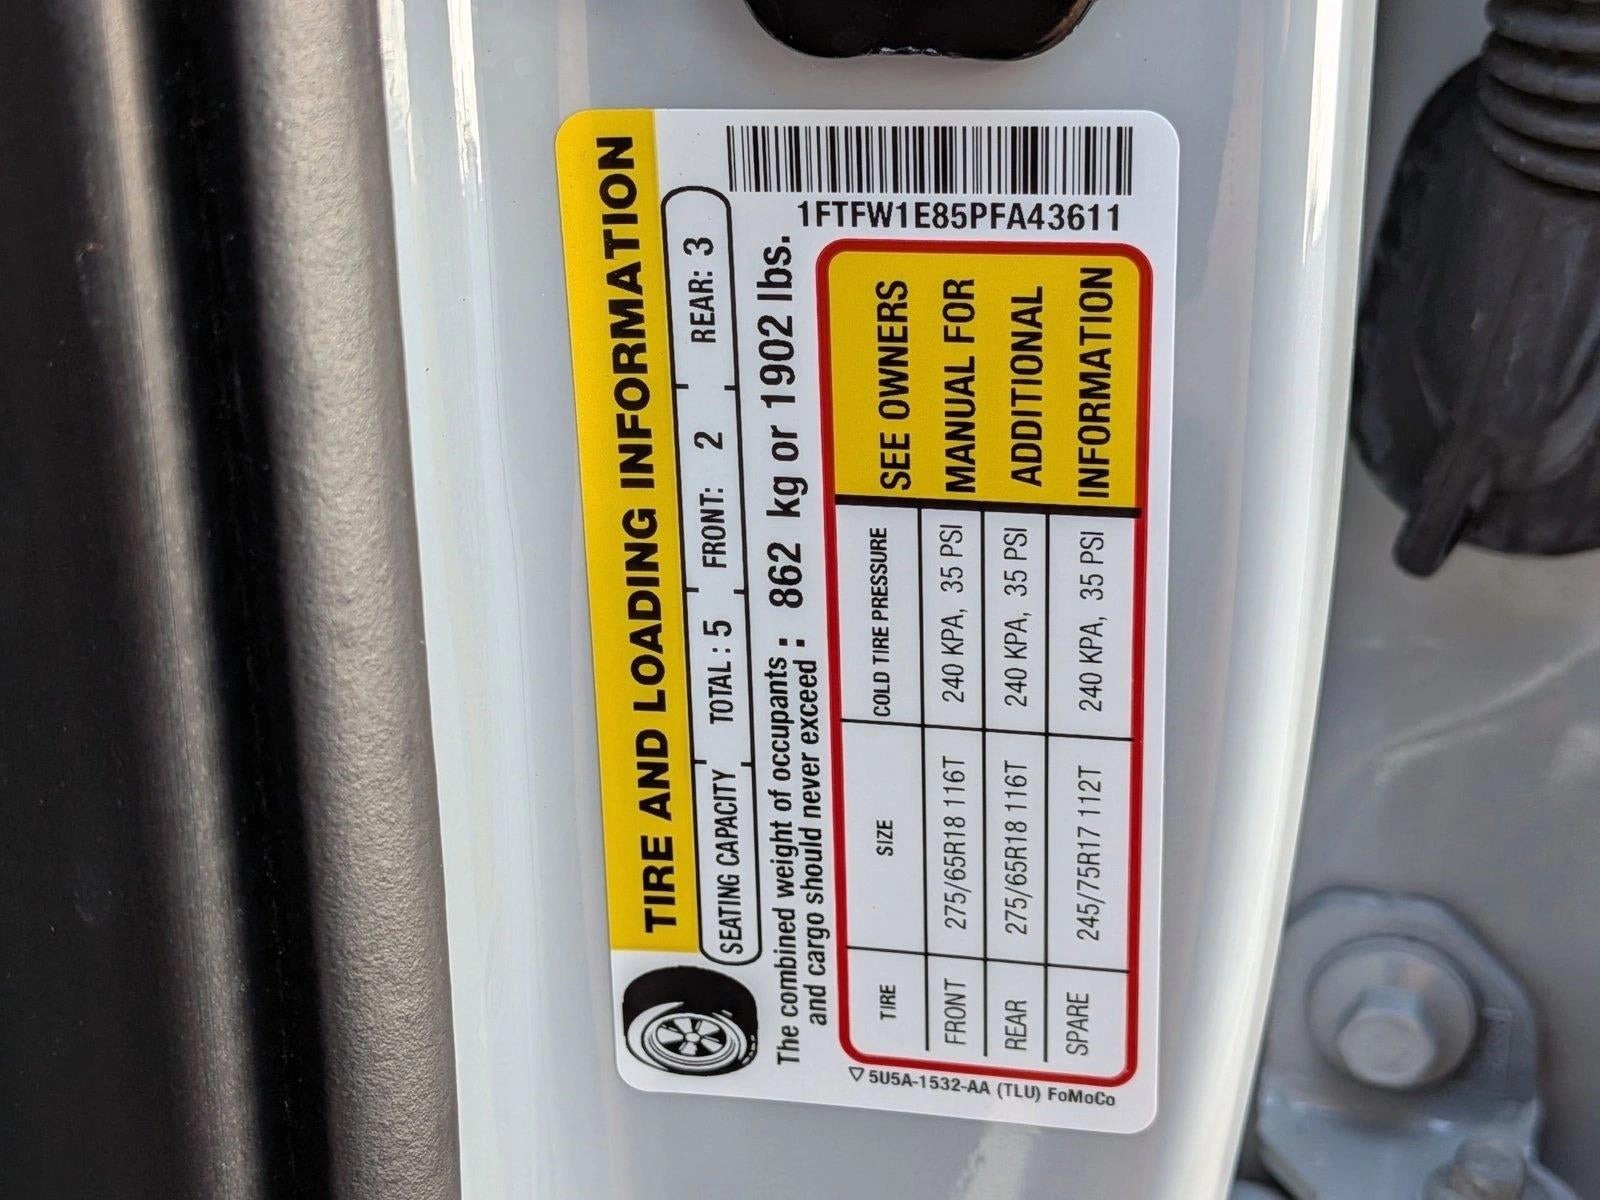 TIRE AND LOADING INFORMATION
SEATING CAPACITY TOTAL : 5 FRONT: 2 REAR: 3
The combined weight of occupants : 862 kg or 1902 lbs.
and cargo should never exceed :
1FTFW1E85PFA43611
TIRE SIZE COLD TIRE PRESSURE
FRONT 275/65R18 116T 240 KPA, 35 PSI
REAR 275/65R18 116T 240 KPA, 35 PSI
SPARE 245/75R17 112T 240 KPA, 35 PSI
SEE OWNERS
MANUAL FOR
ADDITIONAL
INFORMATION
5U5A-1532-AA (TLU) FoMoCo